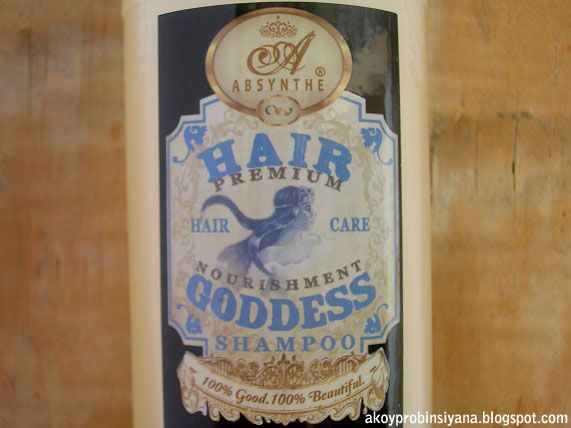 A
ABSYNTHE ®
HAIR
PREMIUM
HAIR CARE
NOURISHMENT
GODDESS
SHAMPOO
100% Good. 100% Beautiful.
akoyprobinsiyana.blogspot.com